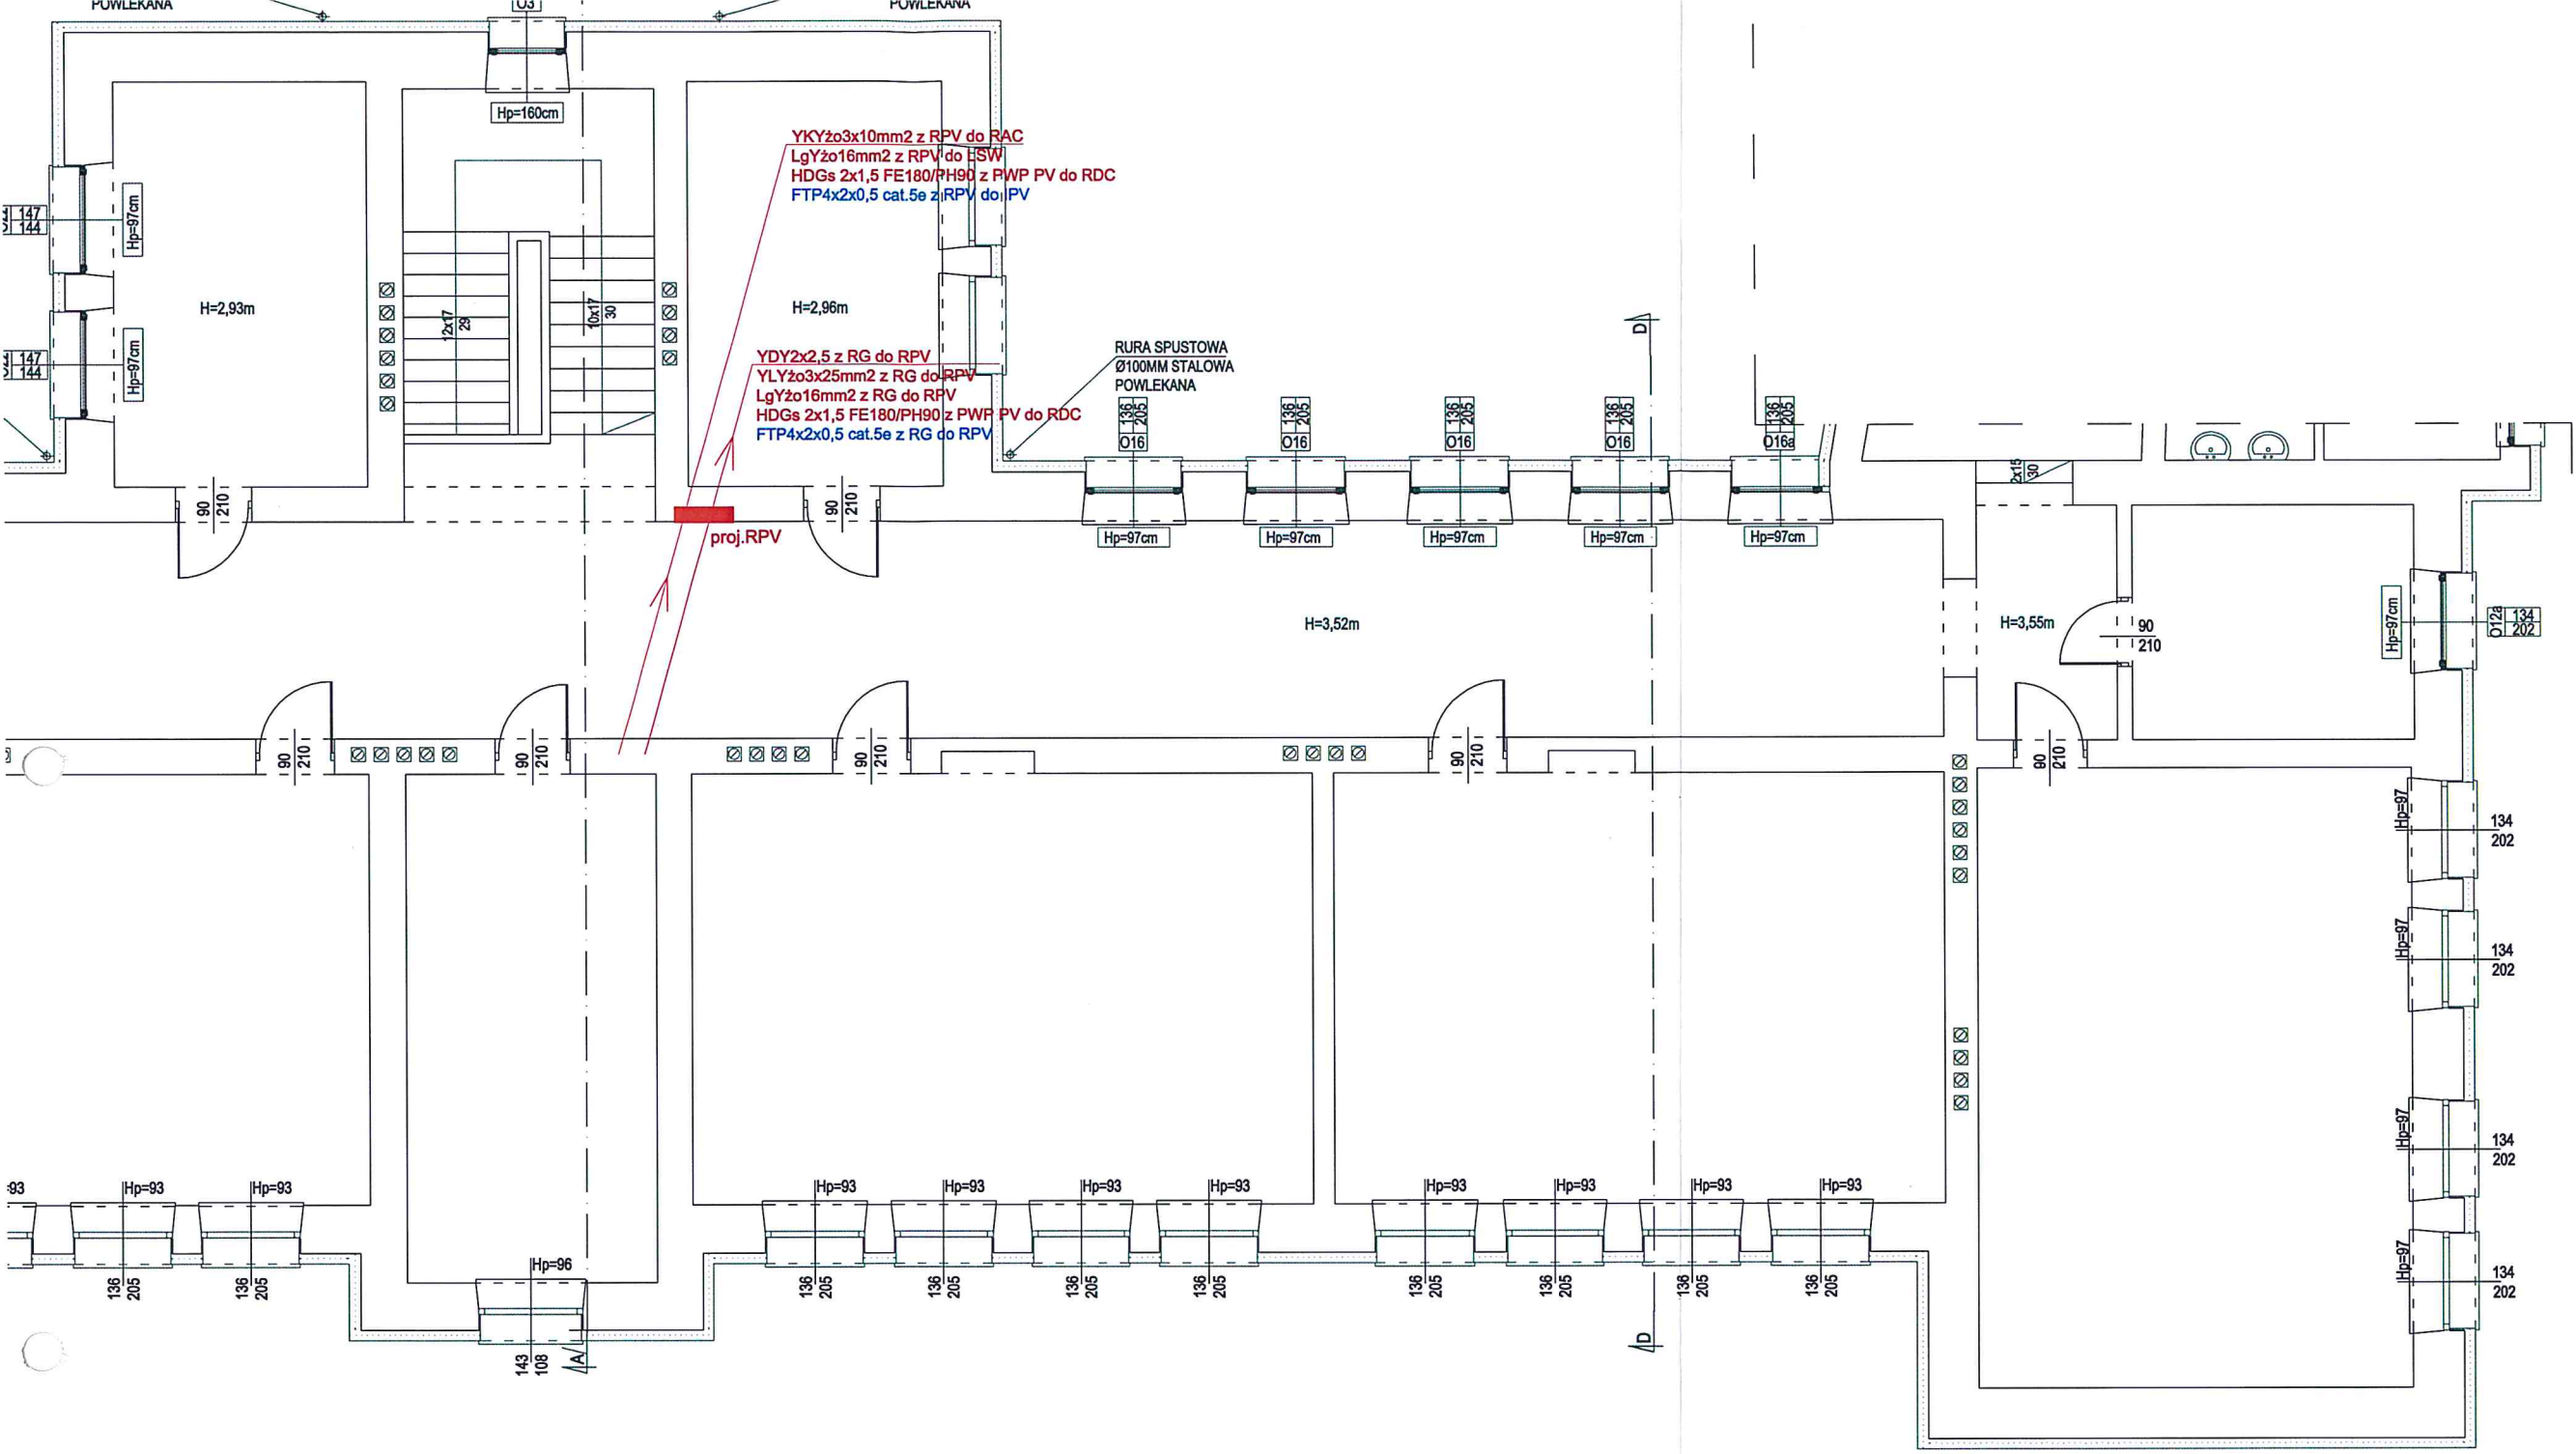 POWLEKANA
O3
POWLEKANA
Hp=160cm
YKYżo3x10mm2 z RPV do RAC
LgYżo16mm2 z RPV do LSW
HDGs 2x1,5 FE180/PH90 z PWP PV do RDC
FTP4x2x0,5 cat.5e z RPV do IPV
147
144
Hp=97cm
H=2,93m
12x17
29
10x17
30
H=2,96m
147
144
Hp=97cm
YDY2x2,5 z RG do RPV
YLYżo3x25mm2 z RG do RPV
LgYżo16mm2 z RG do RPV
HDGs 2x1,5 FE180/PH90 z PWP PV do RDC
FTP4x2x0,5 cat.5e z RG do RPV
RURA SPUSTOWA
Ø100MM STALOWA
POWLEKANA
D
136
205
O16
136
205
O16
136
205
O16
136
205
O16
136
205
O16a
2x15
30
90
210
90
210
proj.RPV
Hp=97cm
Hp=97cm
Hp=97cm
Hp=97cm
Hp=97cm
H=3,52m
H=3,55m
90
210
Hp=97cm
O12a
134
202
90
210
90
210
90
210
90
210
90
210
Hp=97
134
202
Hp=97
134
202
Hp=97
134
202
Hp=97
134
202
93
Hp=93
Hp=93
Hp=93
Hp=93
Hp=93
Hp=93
Hp=93
Hp=93
Hp=93
Hp=93
Hp=96
136
205
136
205
136
205
136
205
136
205
136
205
136
205
136
205
136
205
136
205
143
108
A
D